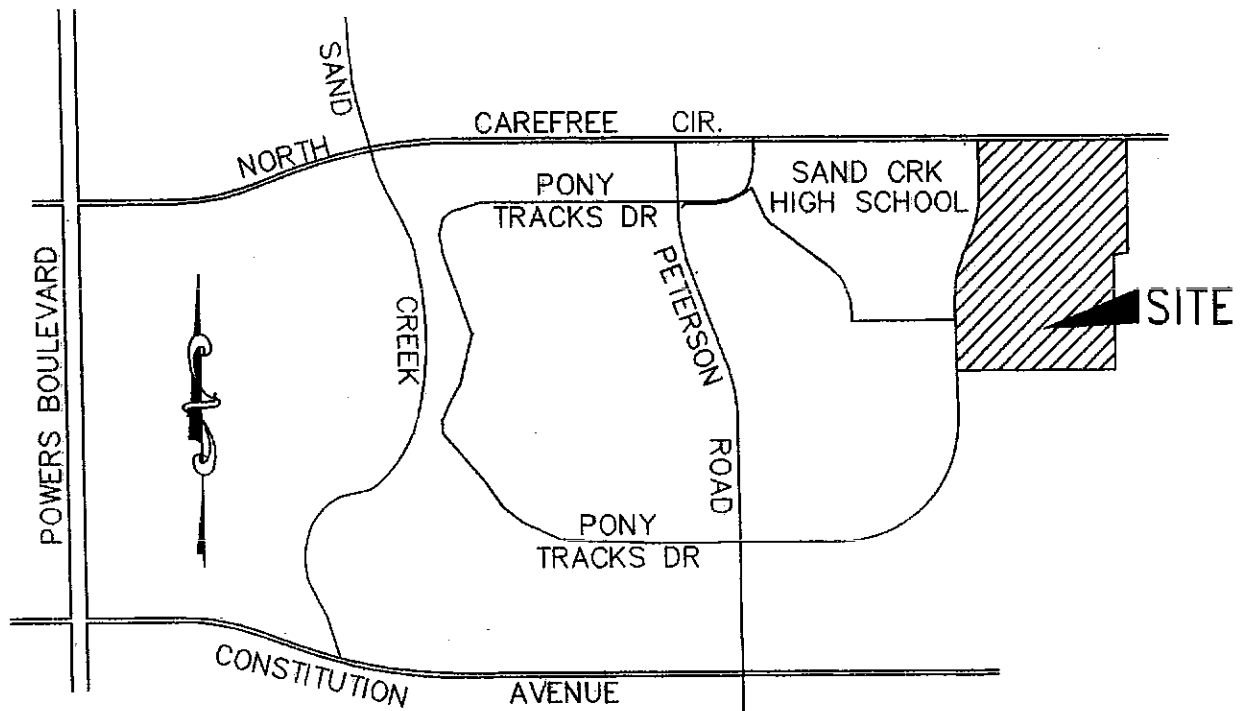 SAND
CREEK
NORTH
CAREFREE CIR.
PONY
TRACKS DR
SAND CRK
HIGH SCHOOL
PETERSON
ROAD
SITE
POWERS BOULEVARD
PONY
TRACKS DR
CONSTITUTION
AVENUE